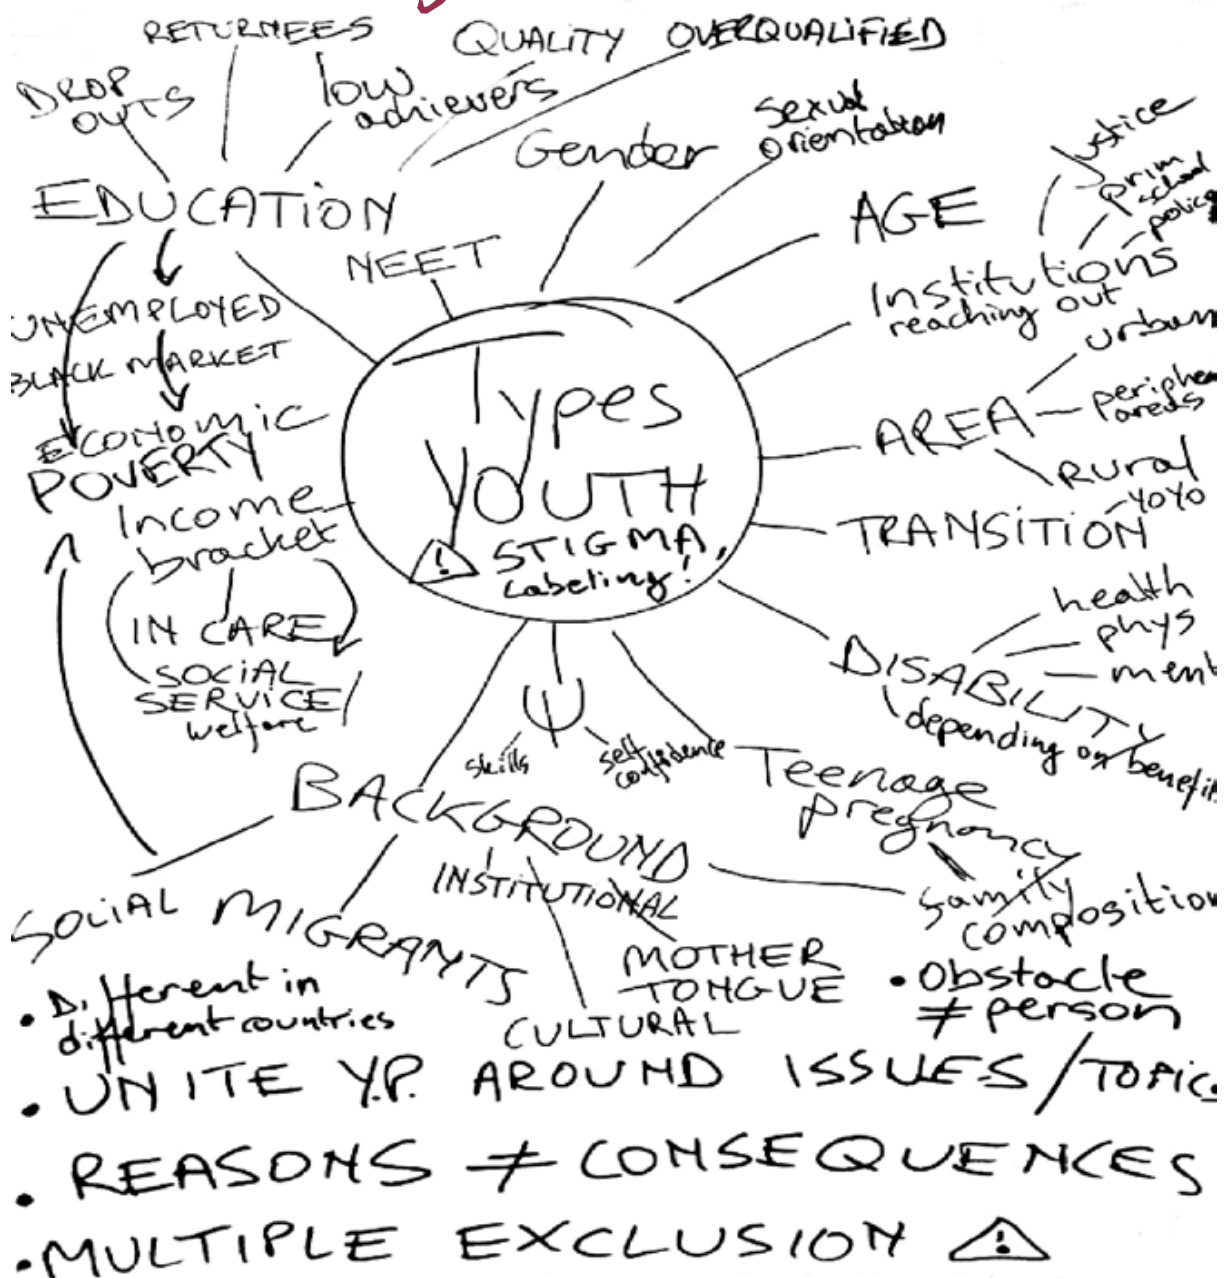 RETURNEES
QUALITY
OVERQUALIFIED
DROP
OUTS
low
achievers
Gender
sexual
orientation
justice
prim
school
police
EDUCATION
AGE
NEET
Institutions
reaching out
UNEMPLOYED
BLACK MARKET
urban
AREA
periphe
areas
Rural
ECONOMIC
POVERTY
Types
YOUTH
! STIGMA,
Labeling!
Income
bracket
YOYO
TRANSITION
IN CARE
SOCIAL
SERVICE/
welfare
health
phys
ment
DISABILITY
depending on benefits
Ψ
skills
self
confidence
Teenage
pregnancy
BACKGROUND
INSTITUTIONAL
family
composition
SOCIAL
MIGRANTS
MOTHER
TONGUE
CULTURAL
• Different in
different countries
• Obstacle
≠ person
• UNITE Y.P. AROUND ISSUES/TOPICS
• REASONS ≠ CONSEQUENCES
• MULTIPLE EXCLUSION !